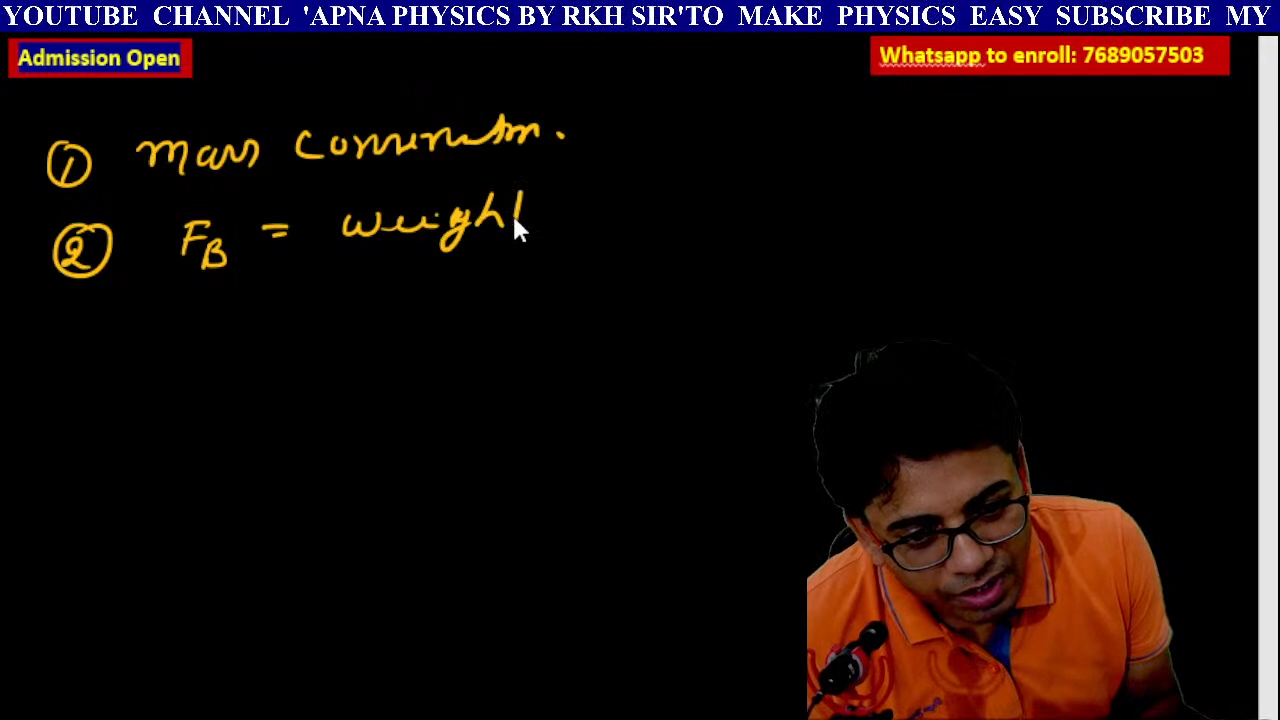 YOUTUBE CHANNEL 'APNA PHYSICS BY RKH SIR'TO MAKE PHYSICS EASY SUBSCRIBE MY
Admission Open
Whatsapp to enroll: 7689057503
① Mass Conservation.
② F_B = weight